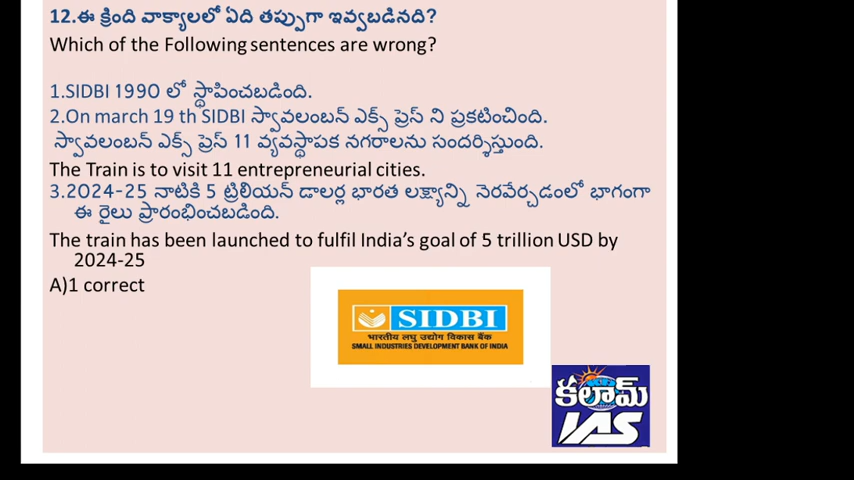 12.ఈ క్రింది వాక్యాలలో ఏది తప్పుగా ఇవ్వబడినది?
Which of the Following sentences are wrong?
1.SIDBI 1990 లో స్థాపించబడింది.
2.On march 19 th SIDBI స్వావలంబన్ ఎక్స్ ప్రెస్ ని ప్రకటించింది.
స్వావలంబన్ ఎక్స్ ప్రెస్ 11 వ్యవస్థాపక నగరాలను సందర్శిస్తుంది.
The Train is to visit 11 entrepreneurial cities.
3.2024-25 నాటికి 5 ట్రిలియన్ డాలర్ల భారత లక్ష్యాన్ని నెరవేర్చడంలో భాగంగా
ఈ రైలు ప్రారంభించబడింది.
The train has been launched to fulfil India's goal of 5 trillion USD by
2024-25
A)1 correct
SIDBI
भारतीय लघु उद्योग विकास बैंक
SMALL INDUSTRIES DEVELOPMENT BANK OF INDIA
కలామ్
IAS